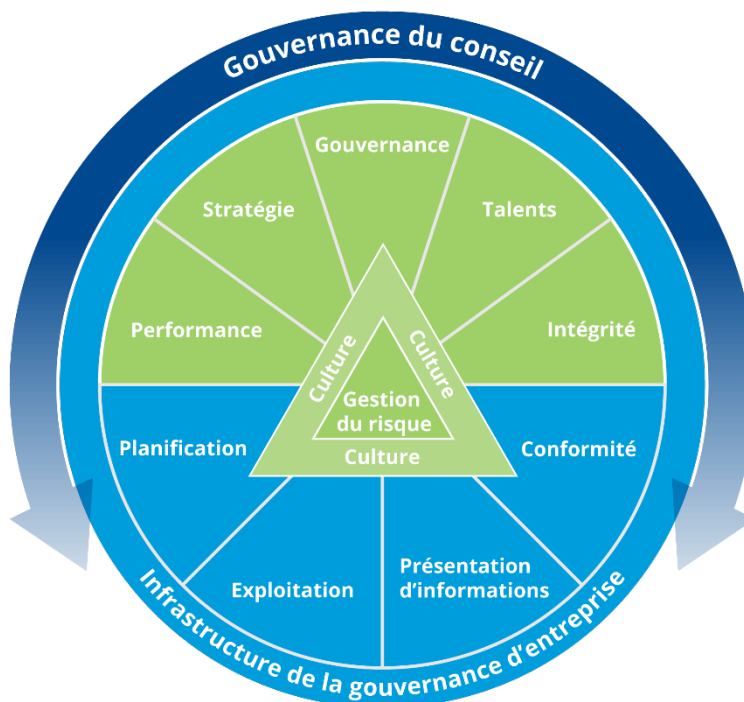 Gouvernance du conseil
Gouvernance
Stratégie
Talents
Performance
Intégrité
Culture
Culture
Gestion
du risque
Culture
Planification
Conformité
Exploitation
Présentation
d'informations
Infrastructure de la gouvernance d'entreprise